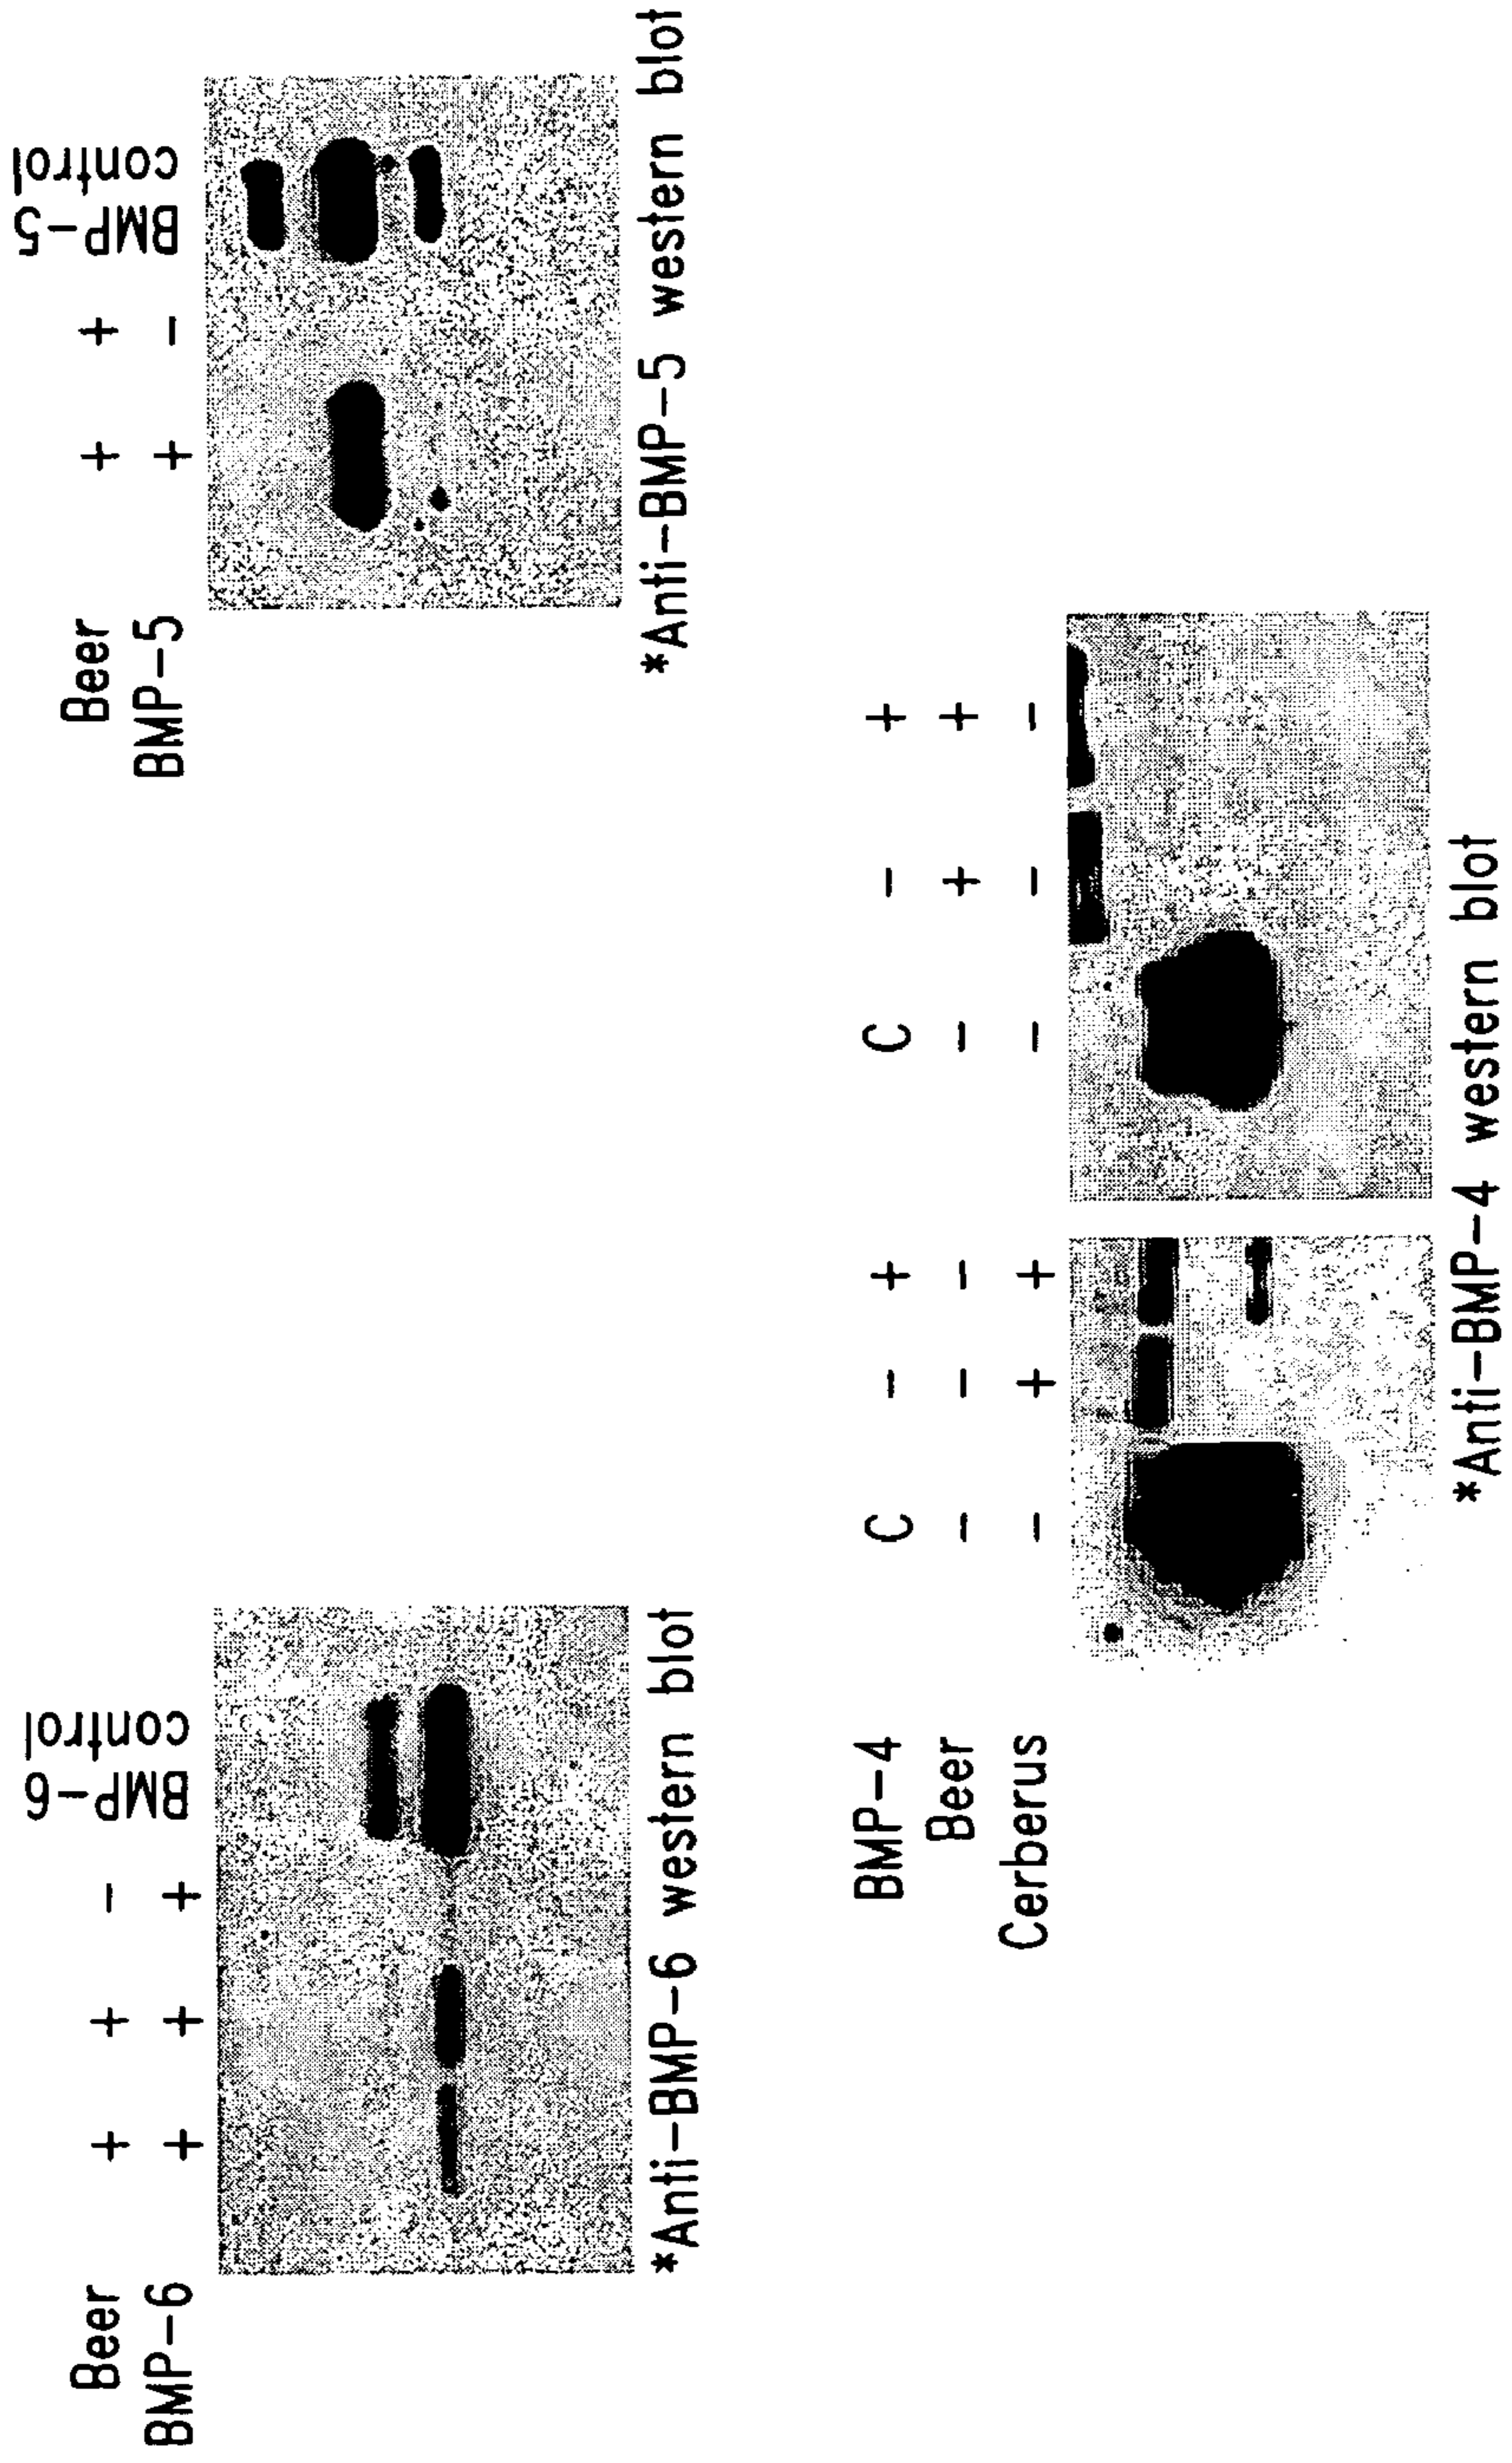 BMP-6
control
Beer + + -
BMP-6 + + +
*Anti-BMP-6 western blot
BMP-5
control
Beer + +
BMP-5 + -
*Anti-BMP-5 western blot
BMP-4 C - + C - +
Beer - - - - + +
Cerberus - + + - - -
*Anti-BMP-4 western blot